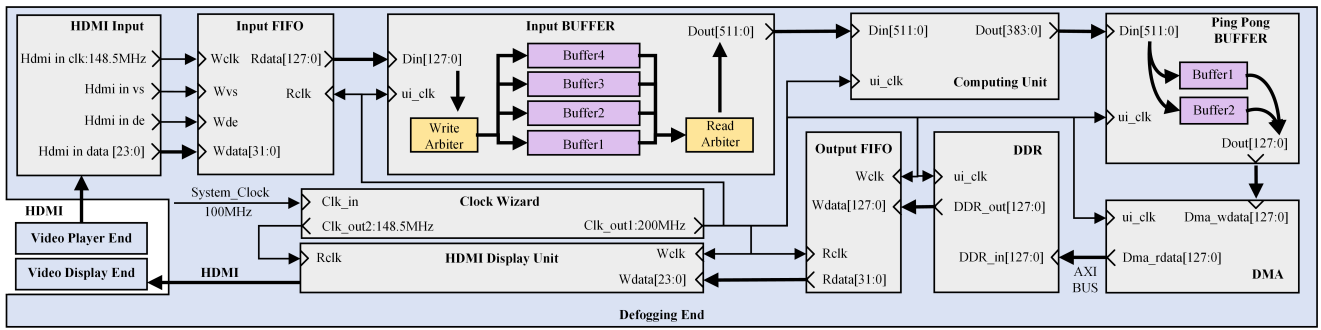 HDMI Input
Hdmi in clk:148.5MHz
Hdmi in vs
Hdmi in de
Hdmi in data [23:0]
Input FIFO
Wclk
Rdata[127:0]
Wvs
Rclk
Wde
Wdata[31:0]
Input BUFFER
Din[127:0]
Dout[511:0]
ui_clk
Write
Arbiter
Buffer4
Buffer3
Buffer2
Buffer1
Read
Arbiter
Din[511:0]
Dout[383:0]
ui_clk
Computing Unit
Ping Pong
BUFFER
Din[511:0]
Buffer1
Buffer2
ui_clk
Dout[127:0]
HDMI
Video Player End
Video Display End
HDMI
System_Clock
100MHz
Clock Wizard
Clk_in
Clk_out2:148.5MHz
Clk_out1:200MHz
Rclk
HDMI Display Unit
Wclk
Wdata[23:0]
Output FIFO
Wclk
Wdata[127:0]
Rclk
Rdata[31:0]
DDR
ui_clk
DDR_out[127:0]
DDR_in[127:0]
AXI
BUS
ui_clk
Dma_wdata[127:0]
Dma_rdata[127:0]
DMA
Defogging End